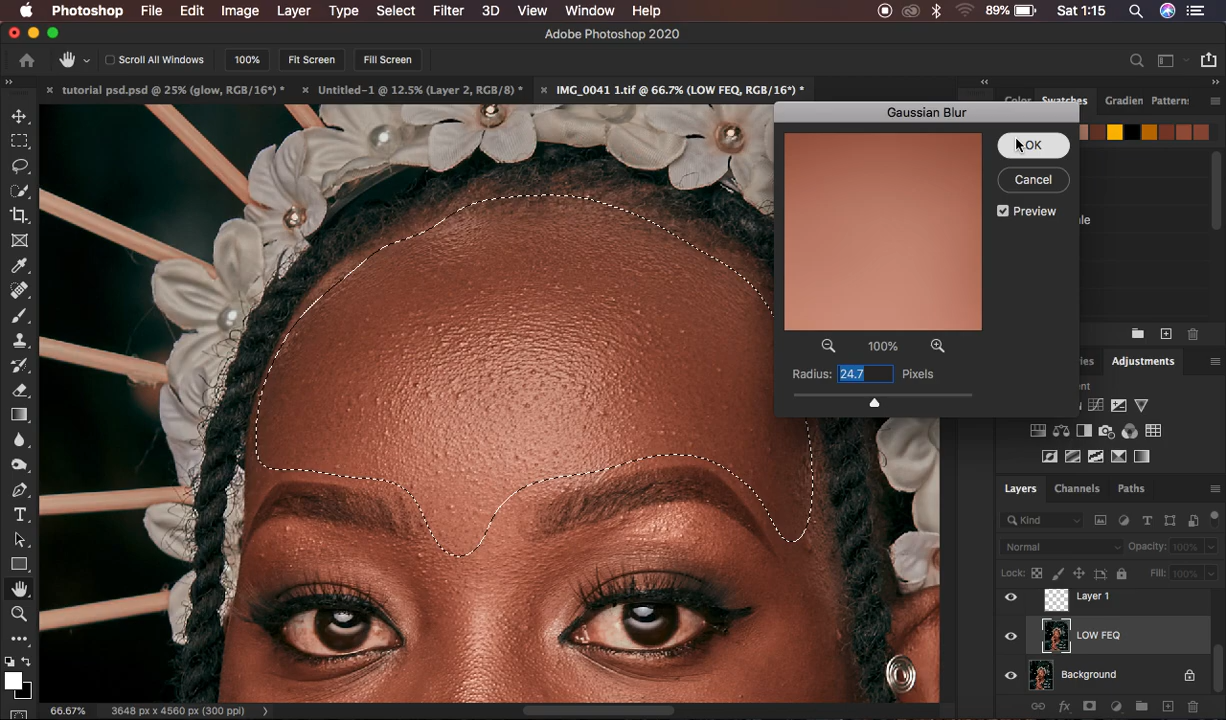 Photoshop File Edit Image Layer Type Select Filter 3D View Window Help 89% Sat 1:15
Adobe Photoshop 2020
Scroll All Windows 100% Fit Screen Fill Screen
tutorial psd.psd @ 25% (glow, RGB/16*) * Untitled-1 @ 12.5% (Layer 2, RGB/8) * IMG_0041 1.tif @ 66.7% (LOW FEQ, RGB/16*) *
Color Swatches Gradien Pattern:
Gaussian Blur
OK
Cancel
Preview
100%
Radius: 24.7 Pixels
Adjustments
Layers Channels Paths
Kind
Normal Opacity: 100%
Lock: Fill: 100%
Layer 1
LOW FEQ
Background
66.67% 3648 px x 4560 px (300 ppi)